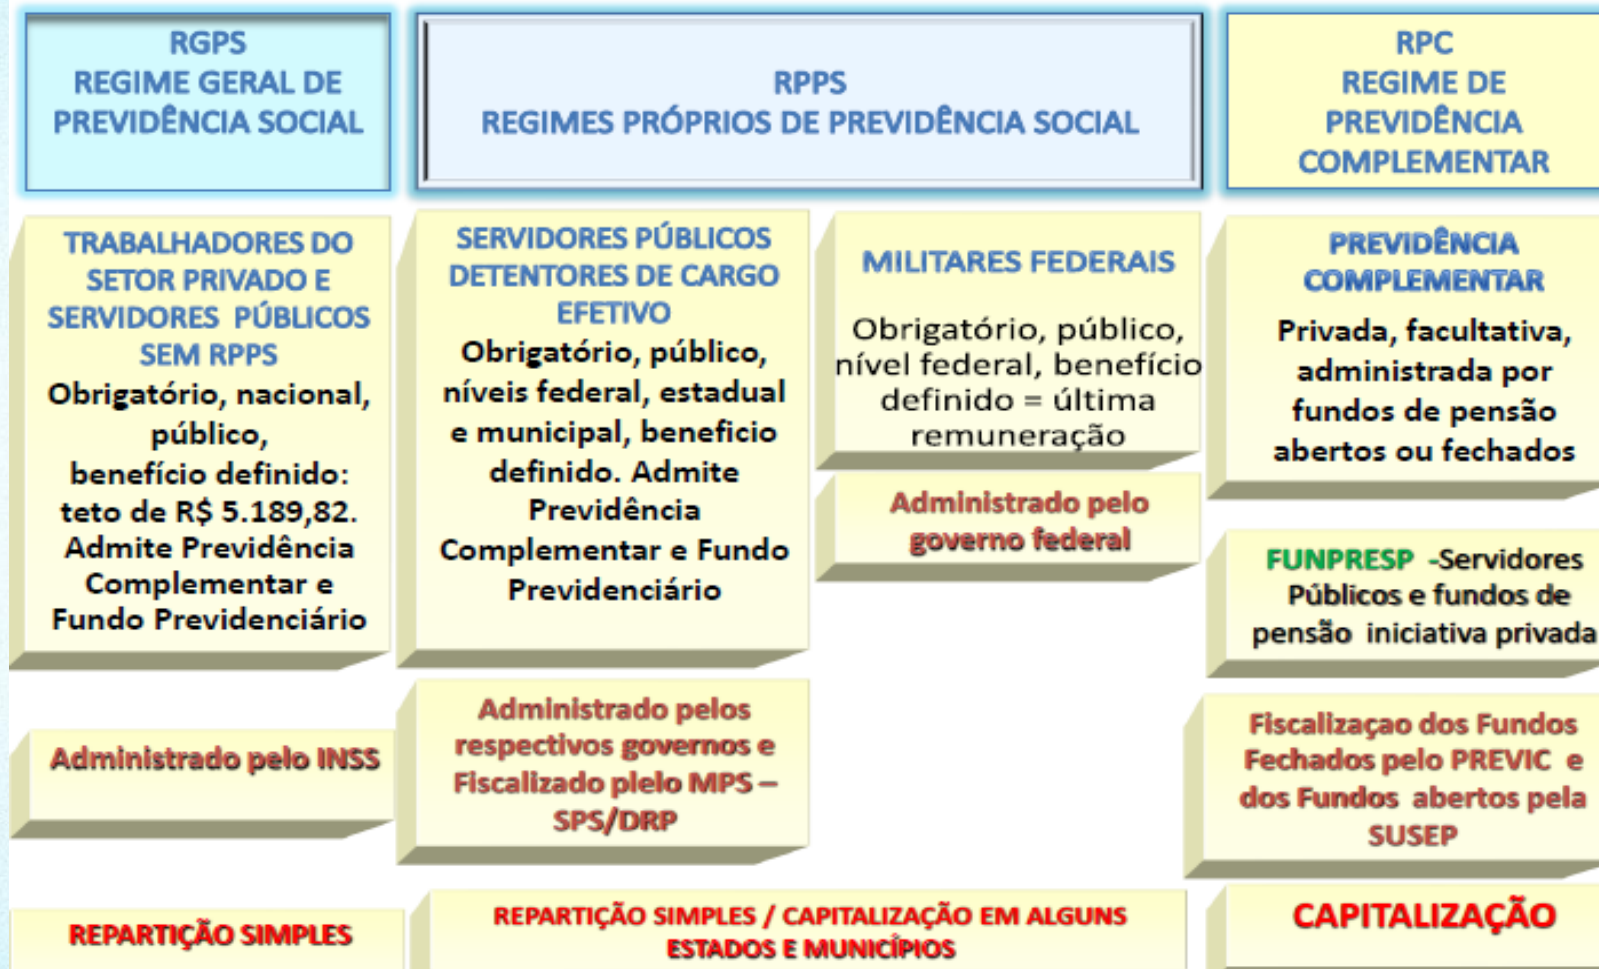 RGPS
REGIME GERAL DE
PREVIDÊNCIA SOCIAL
RPPS
REGIMES PRÓPRIOS DE PREVIDÊNCIA SOCIAL
RPC
REGIME DE
PREVIDÊNCIA
COMPLEMENTAR
TRABALHADORES DO
SETOR PRIVADO E
SERVIDORES PÚBLICOS
SEM RPPS
Obrigatório, nacional,
público,
benefício definido:
teto de R$ 5.189,82.
Admite Previdência
Complementar e
Fundo Previdenciário
Administrado pelo INSS
REPARTIÇÃO SIMPLES
SERVIDORES PÚBLICOS
DETENTORES DE CARGO
EFETIVO
Obrigatório, público,
níveis federal, estadual
e municipal, beneficio
definido. Admite
Previdência
Complementar e Fundo
Previdenciário
Administrado pelos
respectivos governos e
Fiscalizado plelo MPS –
SPS/DRP
MILITARES FEDERAIS
Obrigatório, público,
nível federal, benefício
definido = última
remuneração
Administrado pelo
governo federal
REPARTIÇÃO SIMPLES / CAPITALIZAÇÃO EM ALGUNS
ESTADOS E MUNICÍPIOS
PREVIDÊNCIA
COMPLEMENTAR
Privada, facultativa,
administrada por
fundos de pensão
abertos ou fechados
FUNPRESP -Servidores
Públicos e fundos de
pensão iniciativa privada
Fiscalizaçao dos Fundos
Fechados pelo PREVIC e
dos Fundos abertos pela
SUSEP
CAPITALIZAÇÃO